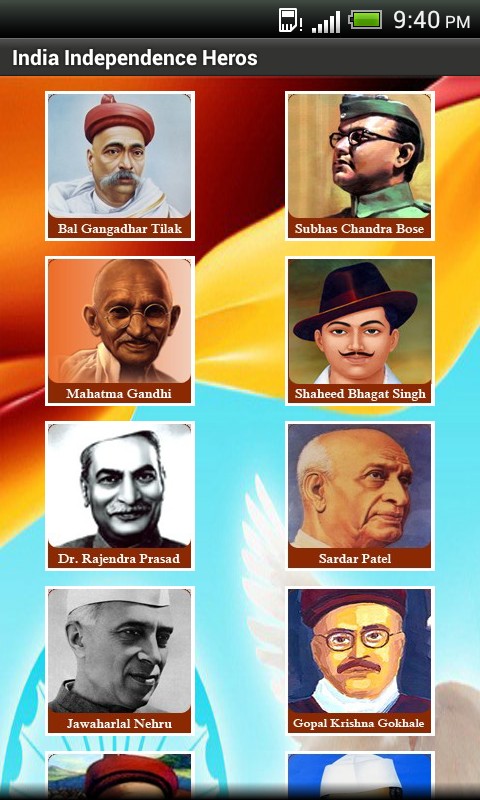 9:40 PM
India Independence Heros
Bal Gangadhar Tilak
Subhas Chandra Bose
Mahatma Gandhi
Shaheed Bhagat Singh
Dr. Rajendra Prasad
Sardar Patel
Jawaharlal Nehru
Gopal Krishna Gokhale